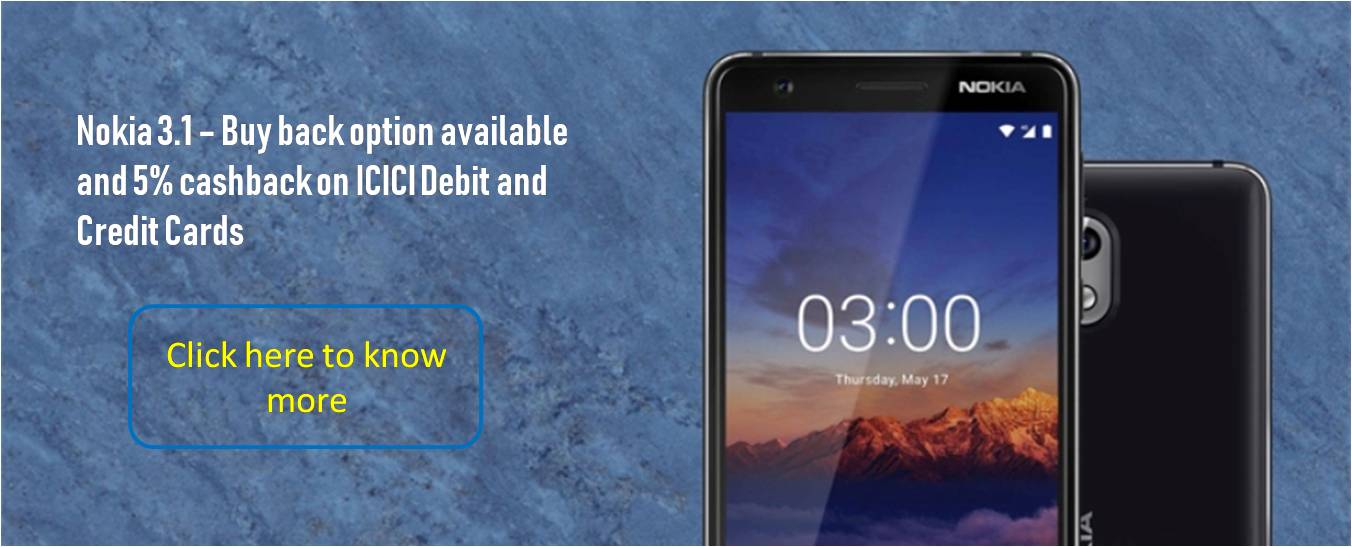 Nokia 3.1 – Buy back option available
and 5% cashback on ICICI Debit and
Credit Cards
Click here to know
more
NOKIA
03:00
Thursday, May 17